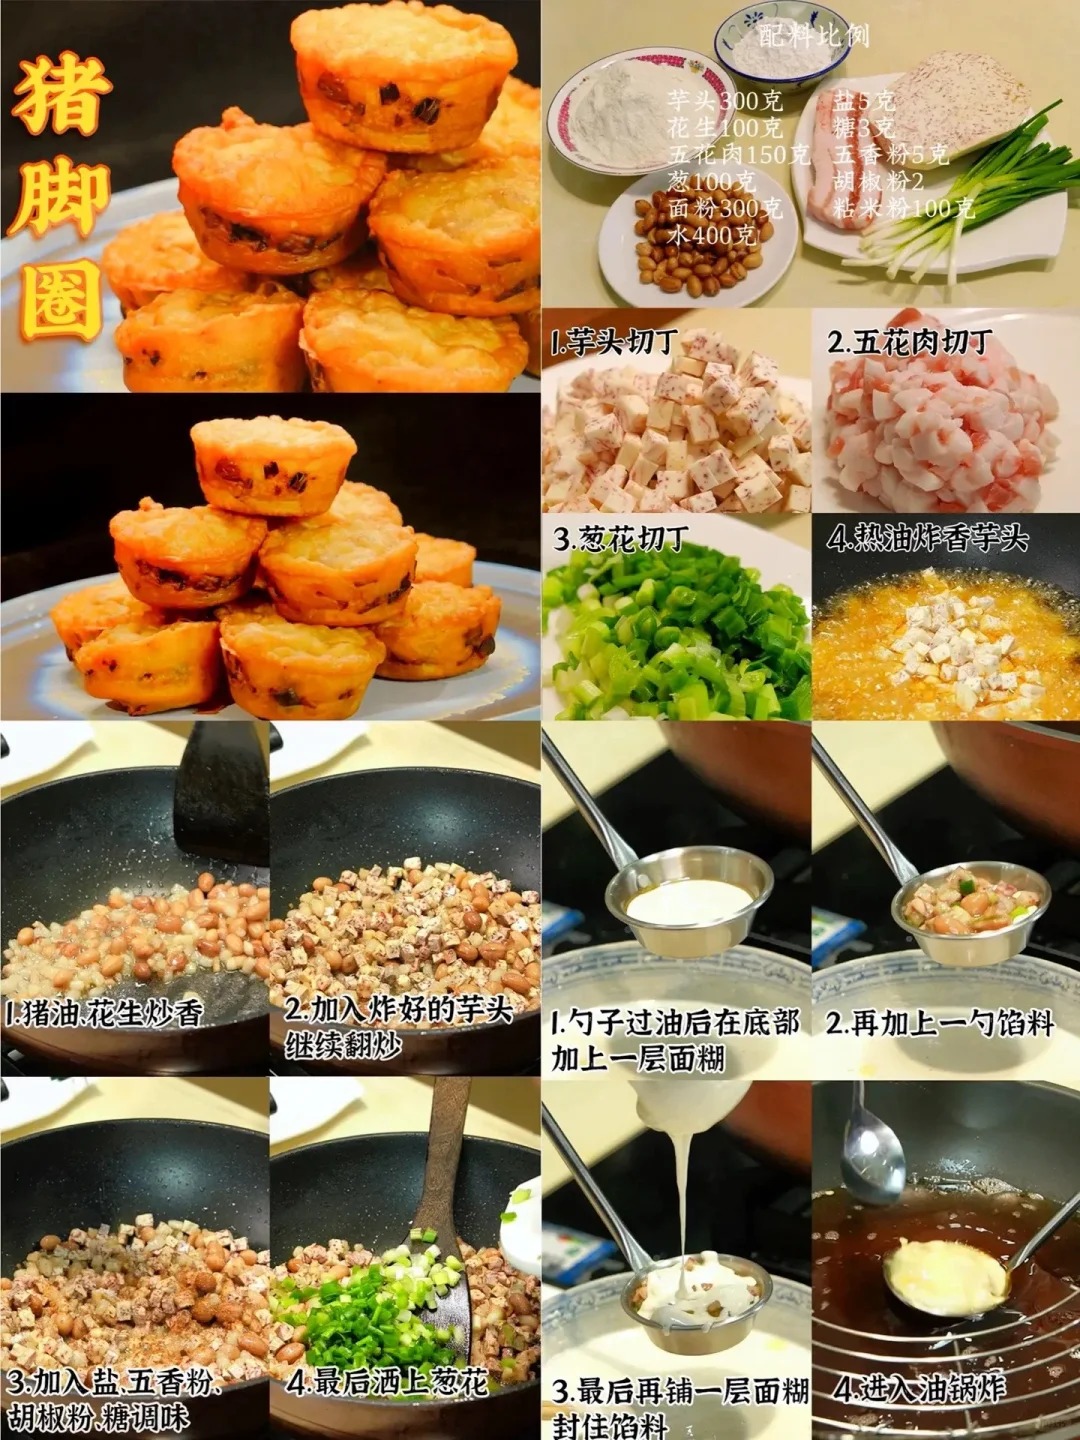 猪脚圈
配料比例
芋头300克 盐5克
花生100克 糖3克
五花肉150克 五香粉5克
葱100克 胡椒粉2
面粉300克 粘米粉100克
水400克
1.芋头切丁
2.五花肉切丁
3.葱花切丁
4.热油炸香芋头
1.猪油、花生炒香
2.加入炸好的芋头
继续翻炒
3.加入盐、五香粉、
胡椒粉、糖调味
4.最后洒上葱花
1.勺子过油后在底部
加上一层面糊
2.再加上一勺馅料
3.最后再铺一层面糊
封住馅料
4.进入油锅炸